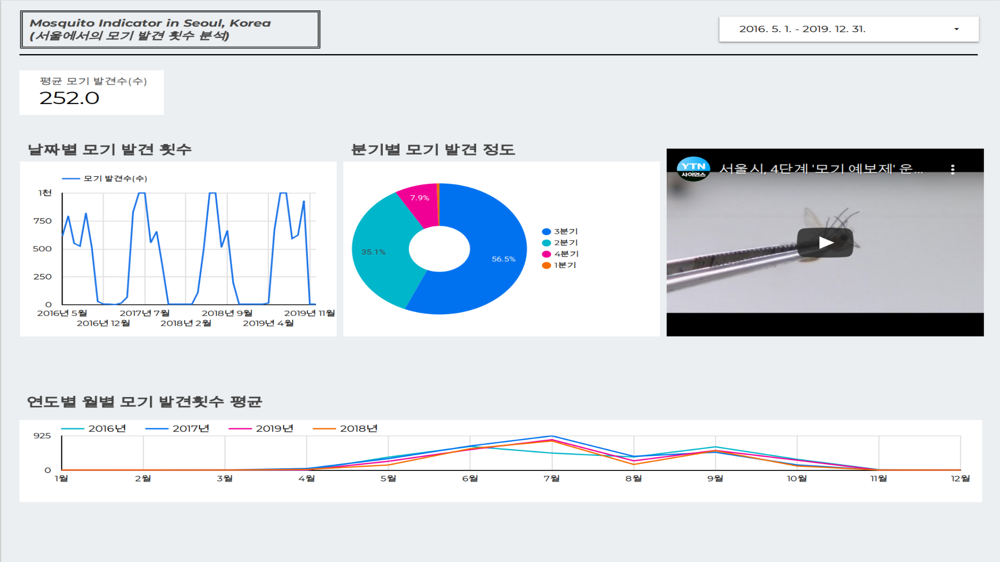 Mosquito Indicator in Seoul, Korea
(서울에서의 모기 발견 횟수 분석)
2016. 5. 1. - 2019. 12. 31.
평균 모기 발견수(수)
252.0
날짜별 모기 발견 횟수
모기 발견수(수)
1천
750
500
250
0
2016년 5월 2017년 7월 2018년 9월 2019년 11월
2016년 12월 2018년 2월 2019년 4월
분기별 모기 발견 정도
7.9%
35.1%
56.5%
3분기
2분기
4분기
1분기
YTN
사이언스
서울시, 4단계 '모기 예보제' 운...
연도별 월별 모기 발견횟수 평균
2016년 2017년 2019년 2018년
925
0
1월 2월 3월 4월 5월 6월 7월 8월 9월 10월 11월 12월